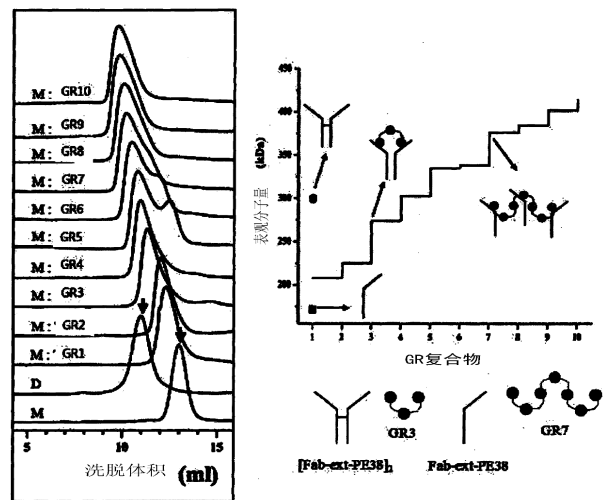 M: GR10
M: GR9
M: GR8
M: GR7
M: GR6
M: GR5
M: GR4
M: GR3
M:' GR2
M:' GR1
D
M
5 10 15
洗脱体积 (ml)
450
400
350
300
250
200
表观分子量 (kDa)
1 2 3 4 5 6 7 8 9 10
GR复合物
GR3
GR7
[Fab-ext-PE38]₂
Fab-ext-PE38